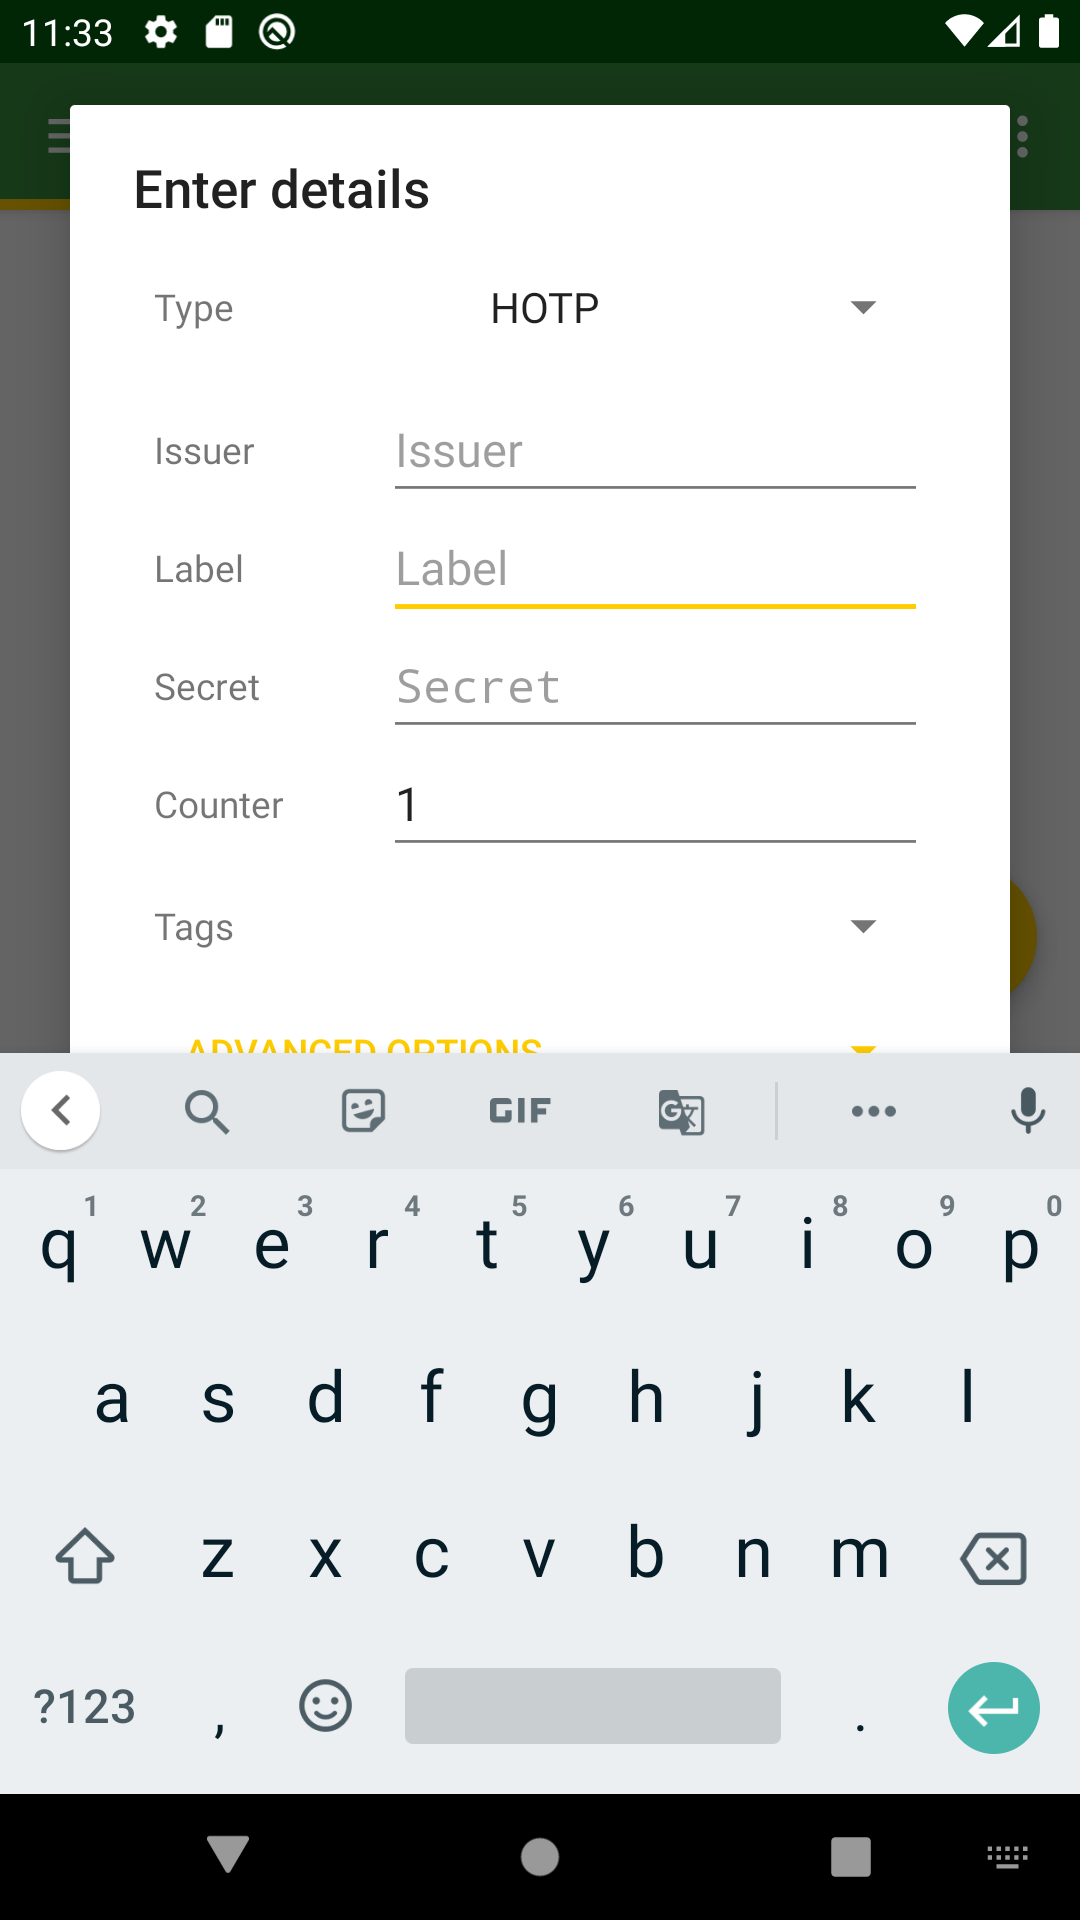 11:33
Enter details
Type HOTP
Issuer Issuer
Label Label
Secret Secret
Counter 1
Tags
ADVANCED OPTIONS
GIF G
1 2 3 4 5 6 7 8 9 0
q w e r t y u i o p
a s d f g h j k l
z x c v b n m
?123 , .